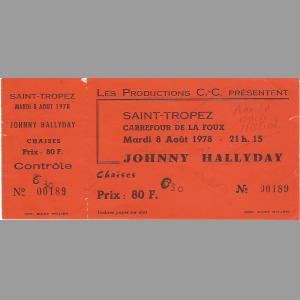 SAINT-TROPEZ
MARDI 8 AOUT 1978
JOHNNY HALLYDAY
CHAISES
Prix : 80 F.
Contrôle
N° 00189
Les Productions C.-C. présentent
SAINT-TROPEZ
CARREFOUR DE LA FOUX
Mardi 8 Août 1978 - 21 h. 15
JOHNNY HALLYDAY
Chaises
Prix : 80 F.
N° 00189